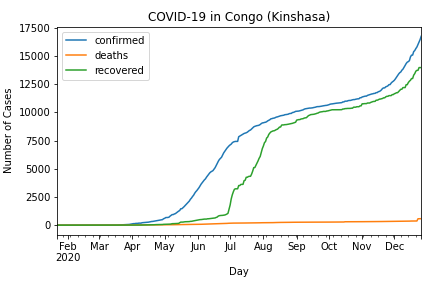 COVID-19 in Congo (Kinshasa)
17500
15000
12500
10000
7500
5000
2500
0
Number of Cases
confirmed
deaths
recovered
Feb Mar Apr May Jun Jul Aug Sep Oct Nov Dec
2020
Day